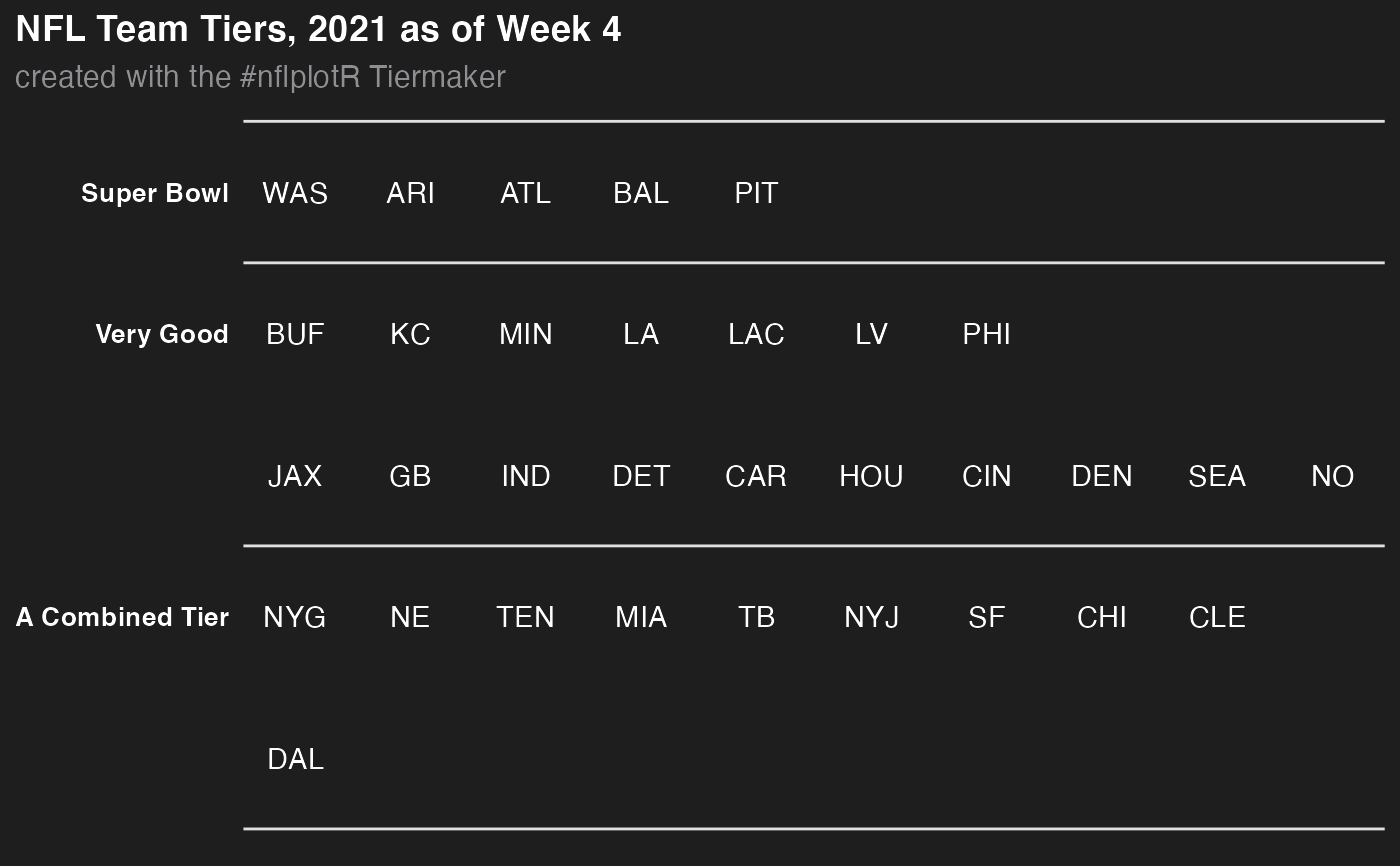 NFL Team Tiers, 2021 as of Week 4
created with the #nflplotR Tiermaker
Super Bowl WAS ARI ATL BAL PIT
Very Good BUF KC MIN LA LAC LV PHI
JAX GB IND DET CAR HOU CIN DEN SEA NO
A Combined Tier NYG NE TEN MIA TB NYJ SF CHI CLE
DAL